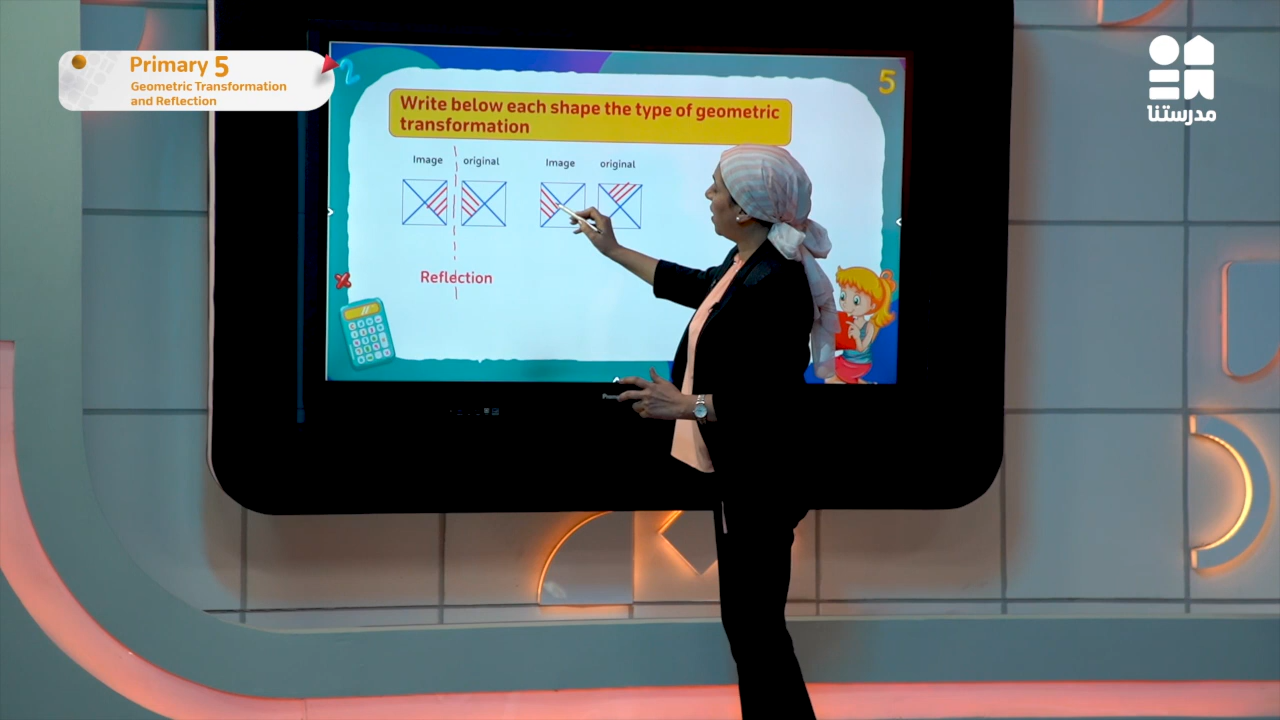 Primary 5
Geometric Transformation
and Reflection
مدرستنا
5
Write below each shape the type of geometric
transformation
Image original Image original
Reflection